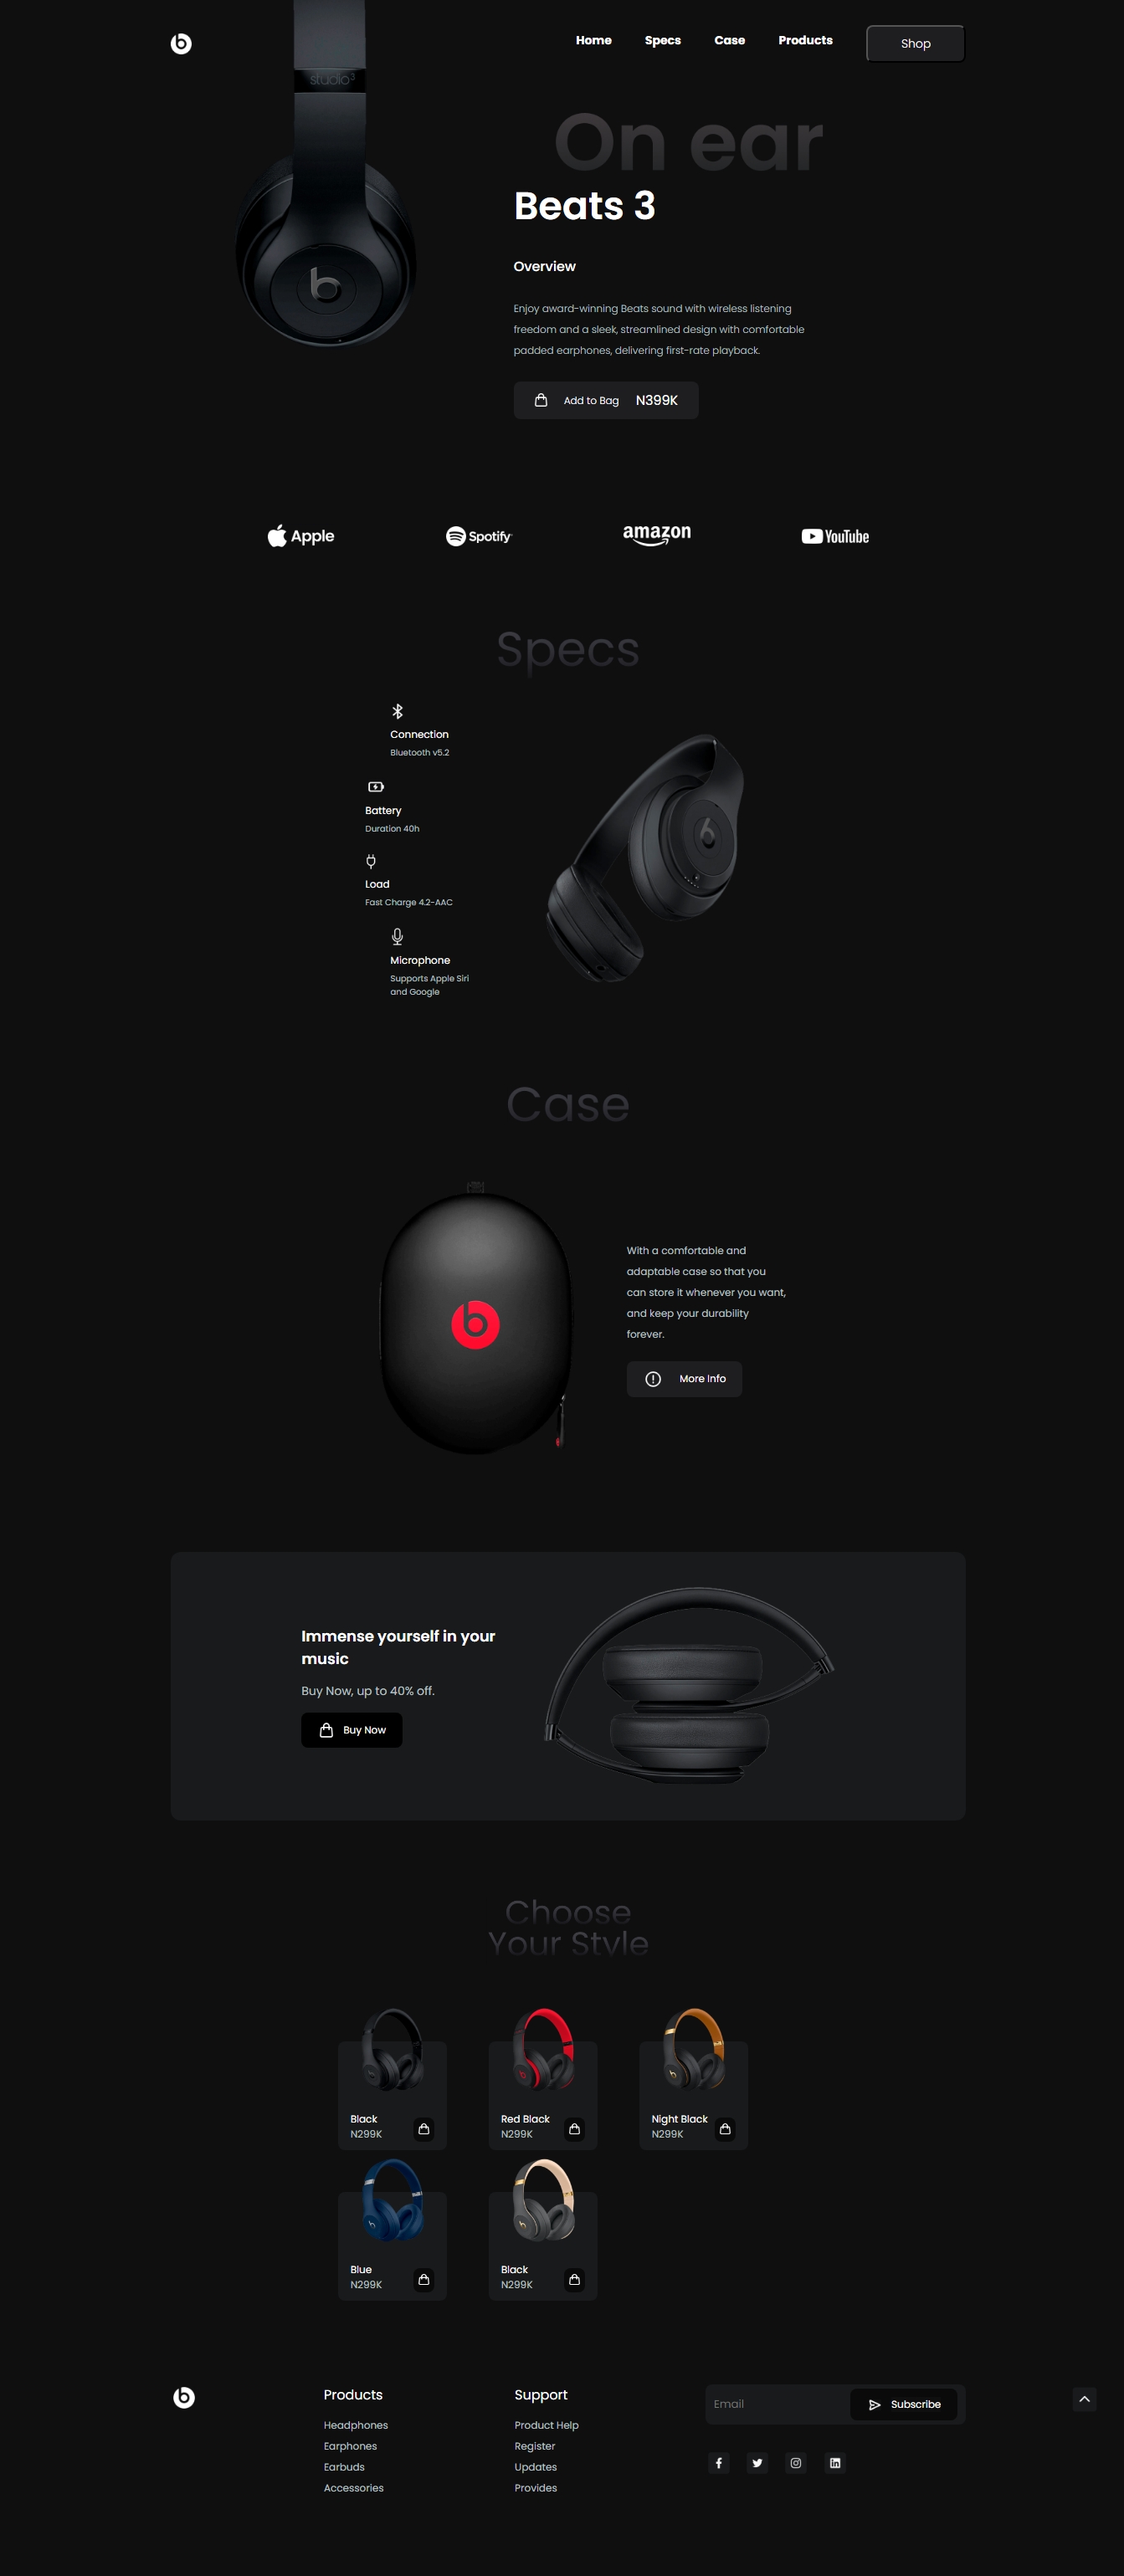 Home Specs Case Products Shop
studio3
On ear
Beats 3
Overview
Enjoy award-winning Beats sound with wireless listening
freedom and a sleek, streamlined design with comfortable
padded earphones, delivering first-rate playback.
Add to Bag N399K
Apple Spotify amazon YouTube
Specs
Connection
Bluetooth v5.2
Battery
Duration 40h
Load
Fast Charge 4.2-AAC
Microphone
Supports Apple Siri
and Google
Case
With a comfortable and
adaptable case so that you
can store it whenever you want,
and keep your durability
forever.
More Info
Immense yourself in your
music
Buy Now, up to 40% off.
Buy Now
Choose
Your Style
Black
N299K
Red Black
N299K
Night Black
N299K
Blue
N299K
Black
N299K
Products
Headphones
Earphones
Earbuds
Accessories
Support
Product Help
Register
Updates
Provides
Email Subscribe